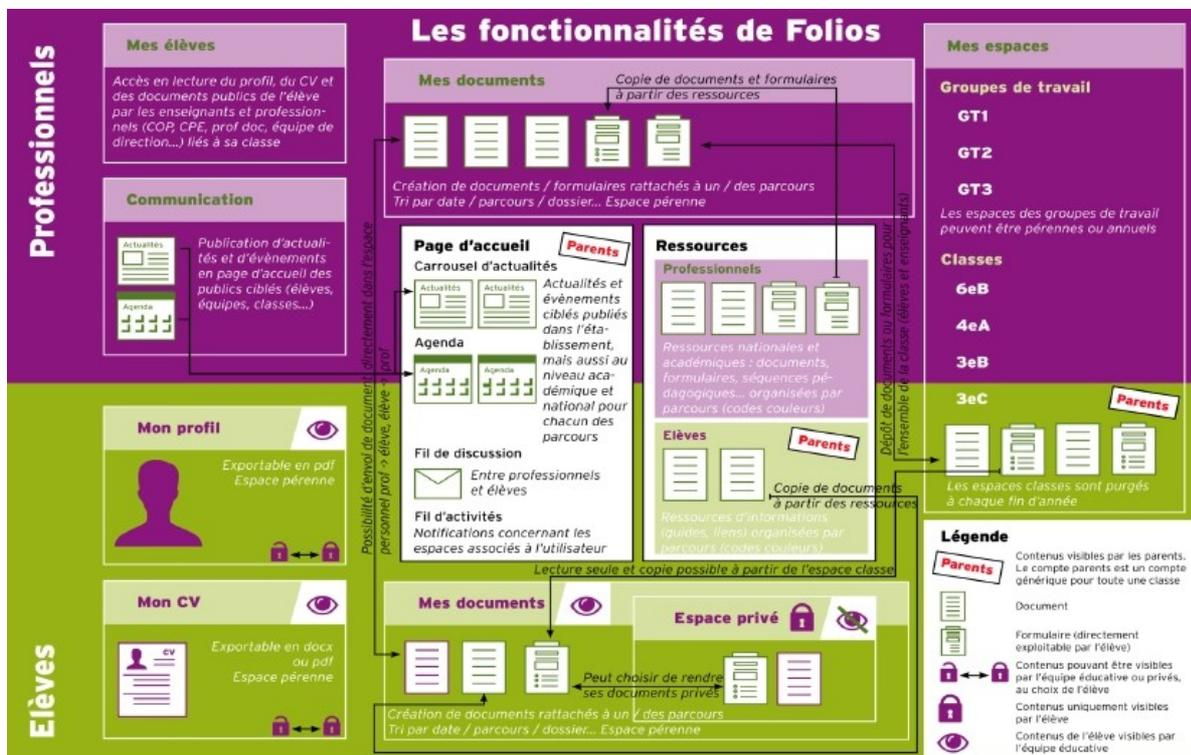 Les fonctionnalités de Folios
Professionnels
Mes élèves
Accès en lecture du profil, du CV et
des documents publics de l'élève
par les enseignants et profession-
nels (COP, CPE, prof doc, équipe de
direction...) liés à sa classe
Communication
Actualités
Agenda
Publication d'actuali-
tés et d'évènements
en page d'accueil des
publics ciblés (élèves,
équipes, classes...)
Mes documents
Copie de documents et formulaires
à partir des ressources
Création de documents / formulaires rattachés à un / des parcours
Tri par date / parcours / dossier... Espace pérenne
Possibilité d'envoi de document directement dans l'espace
personnel prof -> élève, élève -> prof
Page d'accueil
Parents
Carrousel d'actualités
Actualités
Actualités
Actualités et
évènements
ciblés publiés
dans l'éta-
blissement,
mais aussi au
niveau aca-
démique et
national pour
chacun des
parcours
Agenda
Agenda
Agenda
Fil de discussion
Entre professionnels
et élèves
Fil d'activités
Notifications concernant les
espaces associés à l'utilisateur
Ressources
Professionnels
Ressources nationales et
académiques : documents,
formulaires, séquences pé-
dagogiques... organisées par
parcours (codes couleurs)
Elèves
Parents
Copie de documents
à partir des ressources
Ressources d'informations
(guides, liens) organisées par
parcours (codes couleurs)
Dépôt de documents ou formulaires pour
l'ensemble de la classe (élèves et enseignants)
Mes espaces
Groupes de travail
GT1
GT2
GT3
Les espaces des groupes de travail
peuvent être pérennes ou annuels
Classes
6eB
4eA
3eB
3eC
Parents
Les espaces classes sont purgés
à chaque fin d'année
Elèves
Mon profil
Exportable en pdf
Espace pérenne
Mon CV
CV
Exportable en docx
ou pdf
Espace pérenne
Lecture seule et copie possible à partir de l'espace classe
Mes documents
Espace privé
Peut choisir de rendre
ses documents privés
Création de documents rattachés à un / des parcours
Tri par date / parcours / dossier... Espace pérenne
Légende
Parents
Contenus visibles par les parents.
Le compte parents est un compte
générique pour toute une classe
Document
Formulaire (directement
exploitable par l'élève)
Contenus pouvant être visibles
par l'équipe éducative ou privés,
au choix de l'élève
Contenus uniquement visibles
par l'élève
Contenus de l'élève visibles par
l'équipe éducative